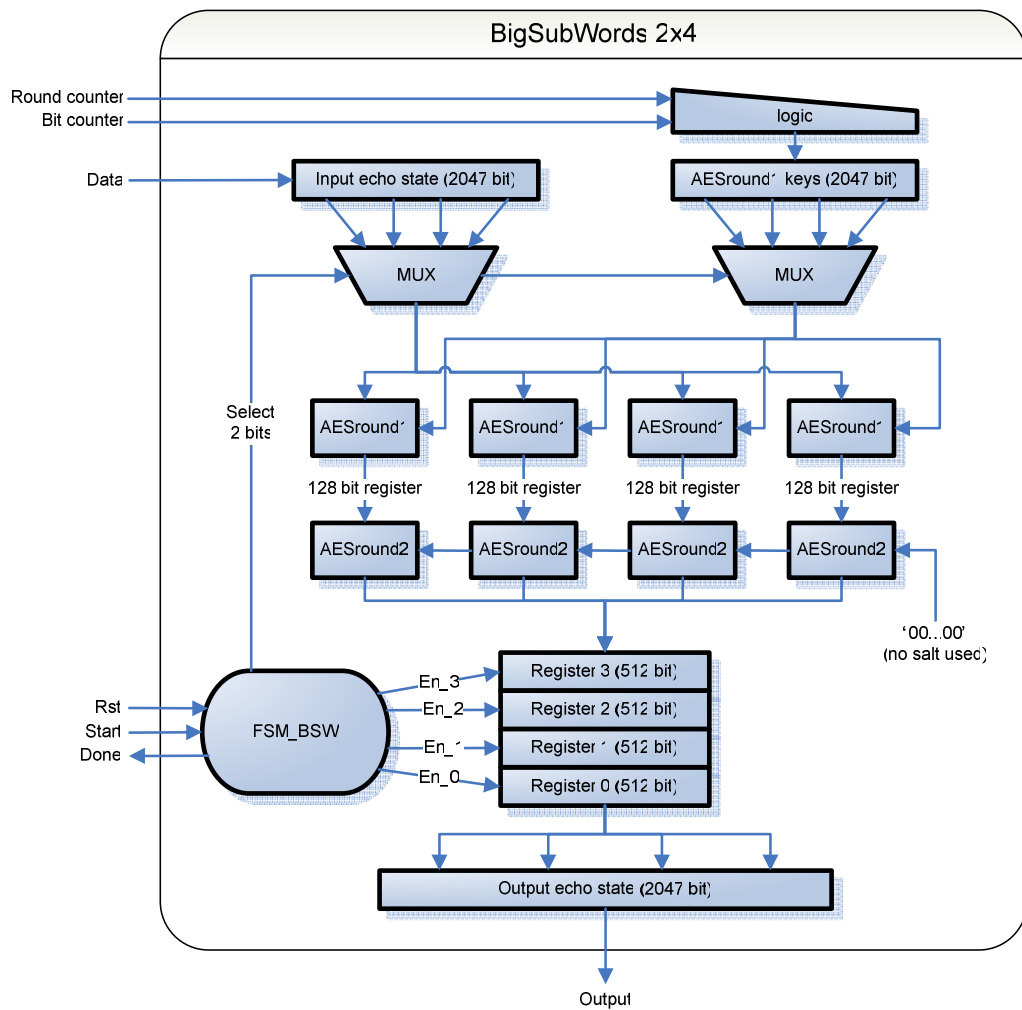 BigSubWords 2x4
Round counter
Bit counter
logic
Data
Input echo state (2047 bit)
AESround1 keys (2047 bit)
MUX
MUX
Select
2 bits
AESround1
AESround1
AESround1
AESround1
128 bit register
128 bit register
128 bit register
128 bit register
AESround2
AESround2
AESround2
AESround2
'00...00'
(no salt used)
Rst
Start
Done
FSM_BSW
En_3
En_2
En_1
En_0
Register 3 (512 bit)
Register 2 (512 bit)
Register 1 (512 bit)
Register 0 (512 bit)
Output echo state (2047 bit)
Output